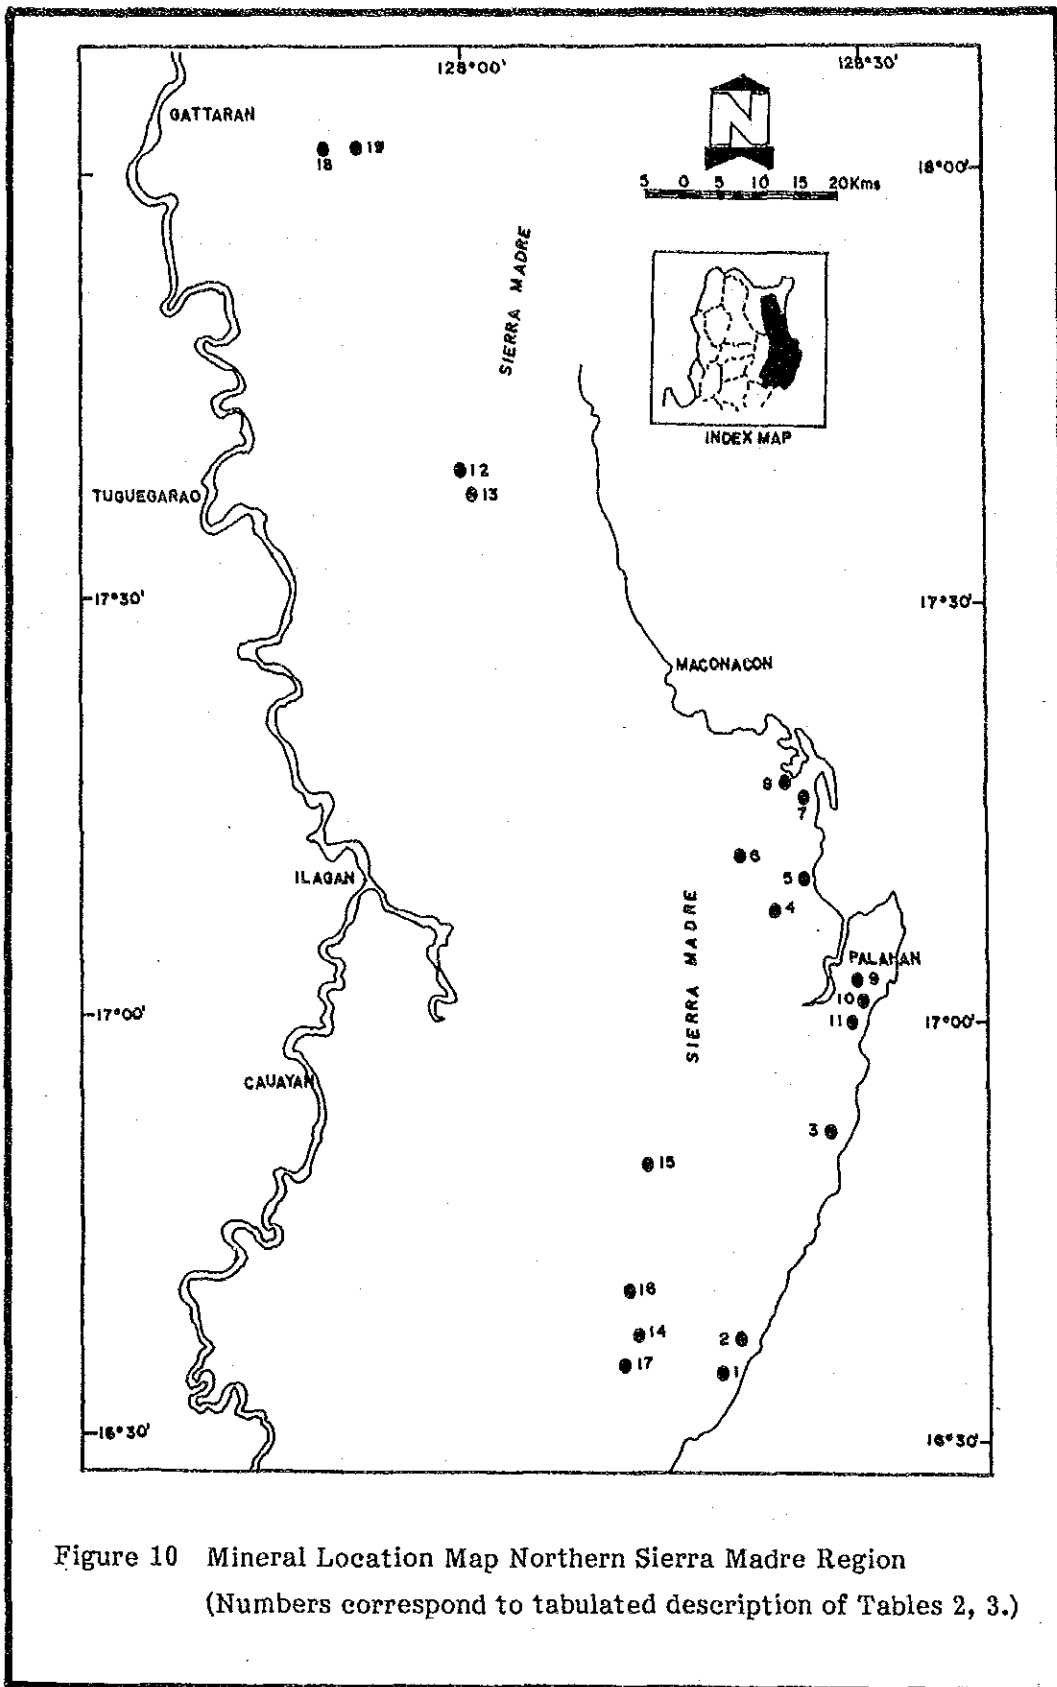 128°00'
128°30'
GATTARAN
18
19
N
18°00'
5 0 5 10 15 20Kms
SIERRA MADRE
INDEX MAP
12
13
TUGUEGARAO
17°30'
17°30'
MACONACON
8
7
6
5
4
ILAGAN
SIERRA MADRE
PALANAN
9
10
11
17°00'
17°00'
CAUAYAN
3
15
16
14
2
17
1
16°30'
16°30'
Figure 10 Mineral Location Map Northern Sierra Madre Region
(Numbers correspond to tabulated description of Tables 2, 3.)